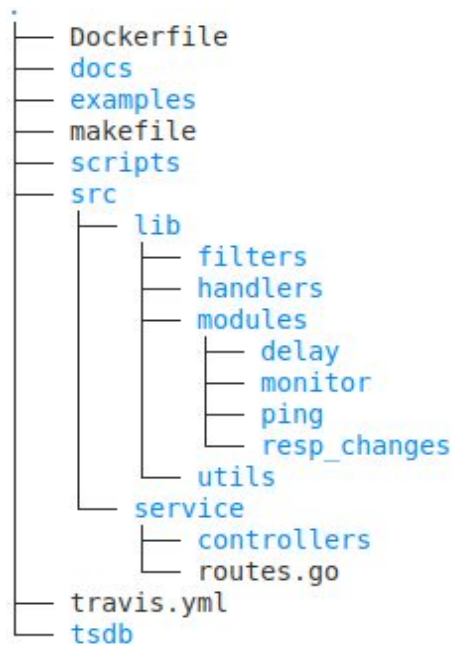 .
Dockerfile
docs
examples
makefile
scripts
src
lib
filters
handlers
modules
delay
monitor
ping
resp_changes
utils
service
controllers
routes.go
travis.yml
tsdb